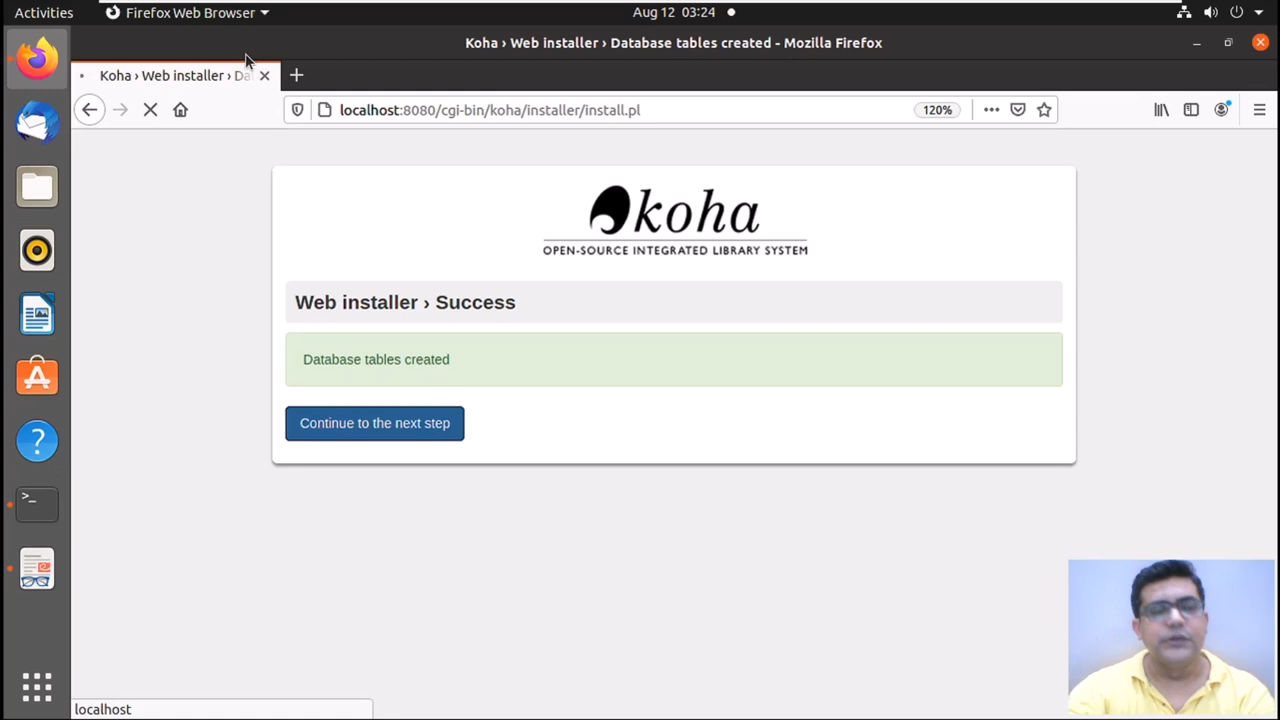 Activities
Firefox Web Browser
Aug 12 03:24
Koha › Web installer › Database tables created - Mozilla Firefox
Koha › Web installer › Da
localhost:8080/cgi-bin/koha/installer/install.pl
120%
koha
OPEN-SOURCE INTEGRATED LIBRARY SYSTEM
Web installer › Success
Database tables created
Continue to the next step
localhost